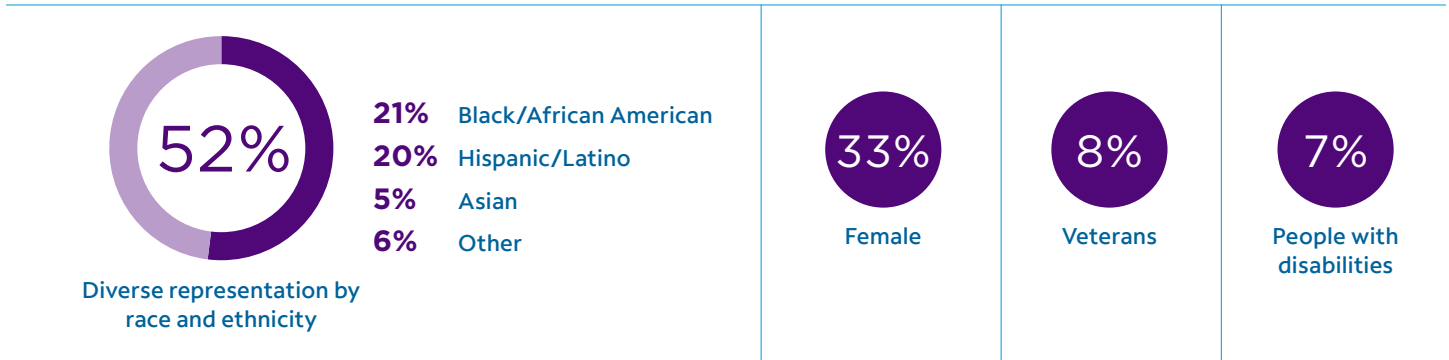 52%
Diverse representation by
race and ethnicity
21% Black/African American
20% Hispanic/Latino
5% Asian
6% Other
33%
Female
8%
Veterans
7%
People with
disabilities